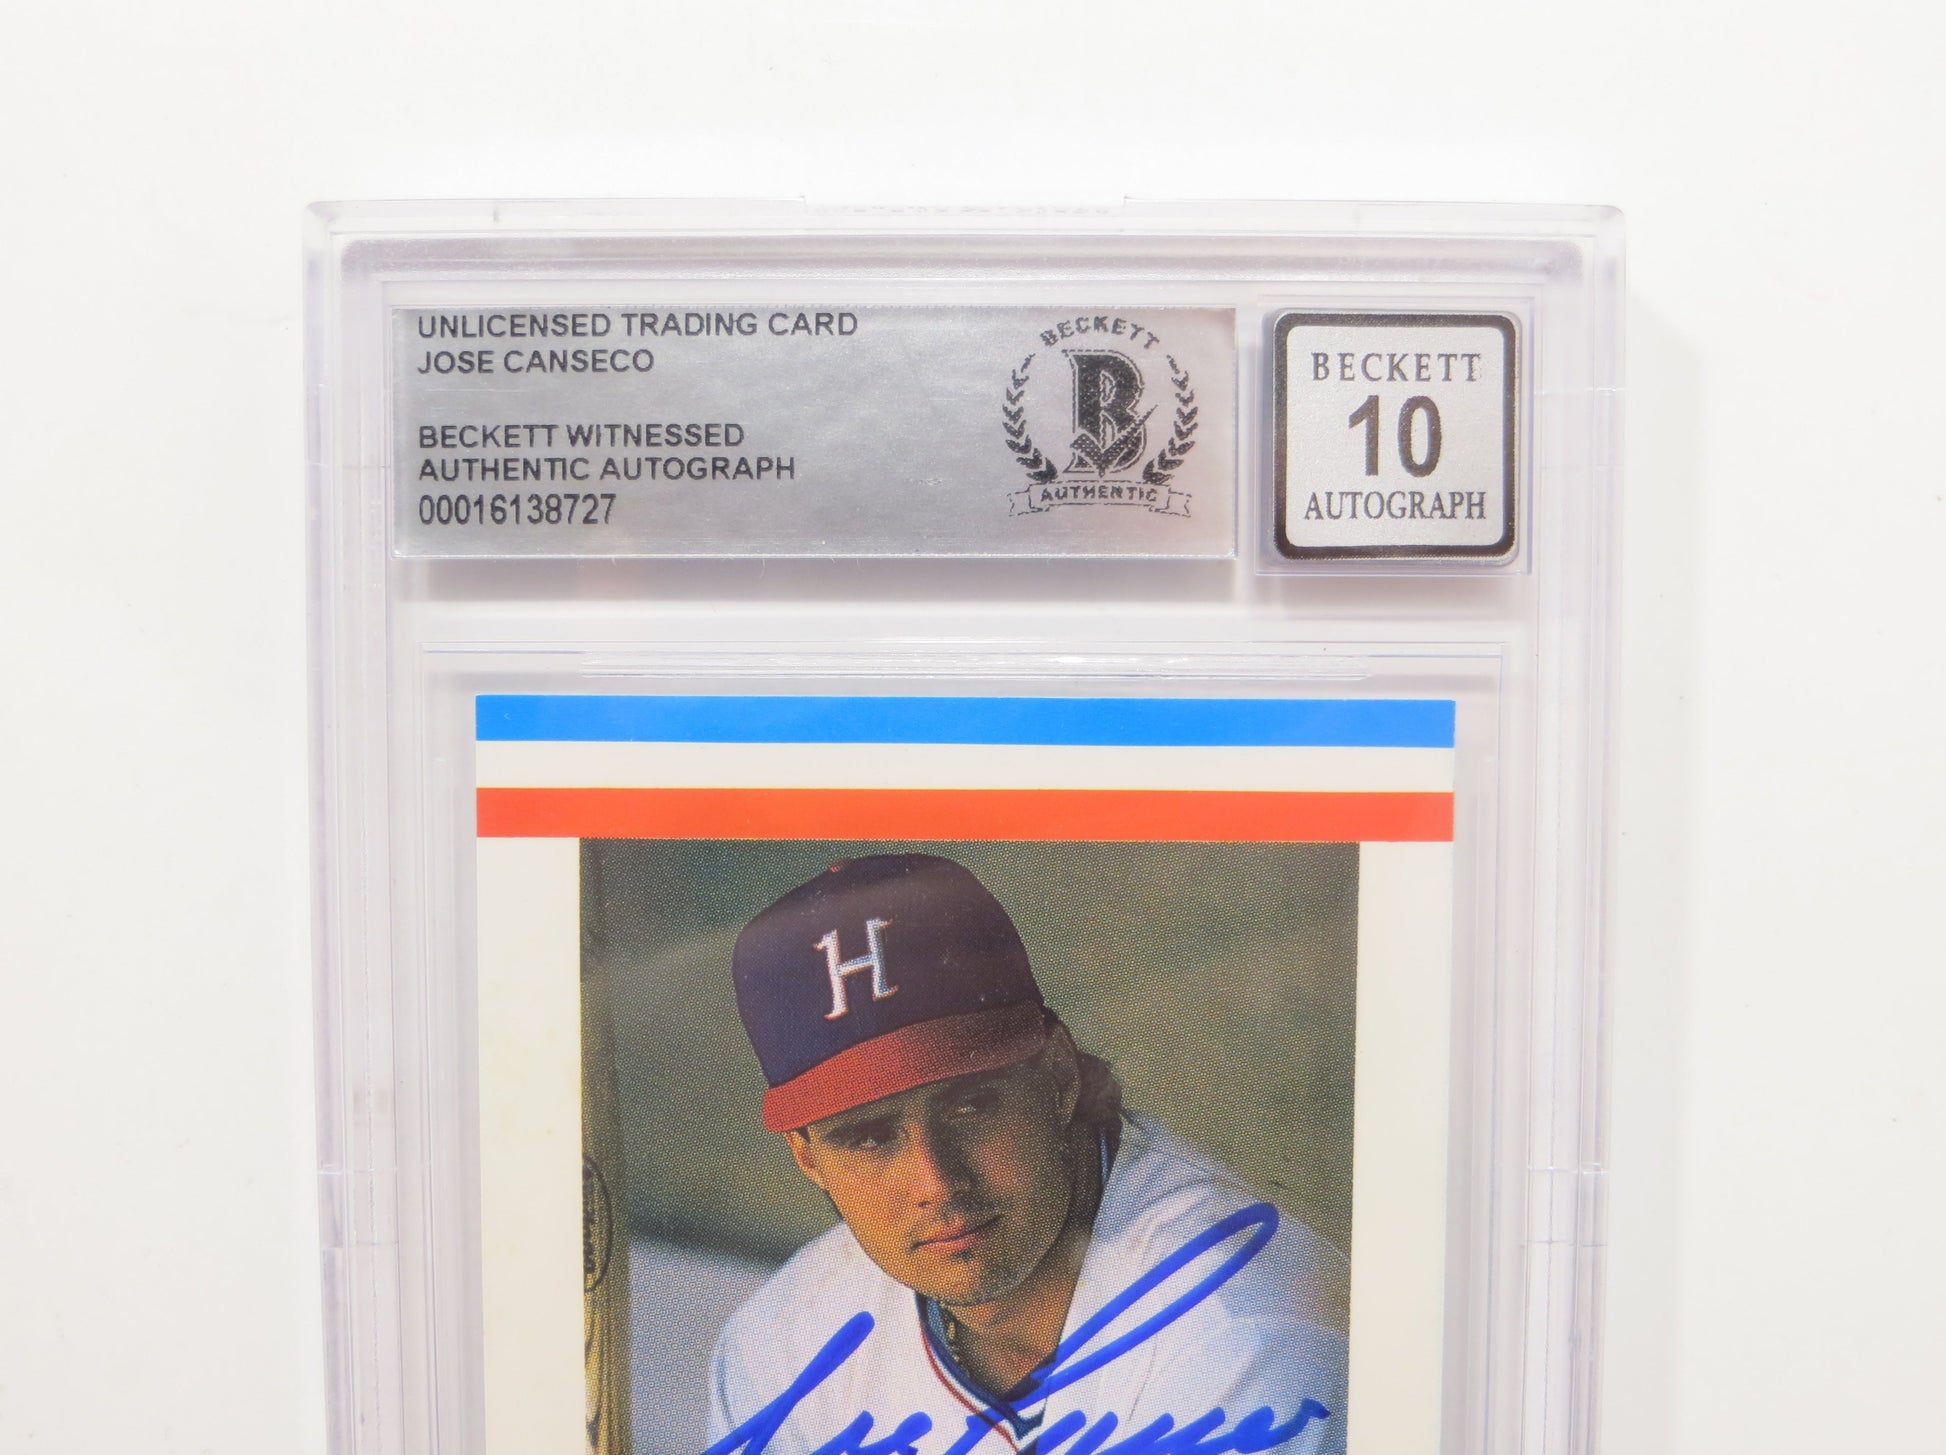 UNLICENSED TRADING CARD
JOSE CANSECO
BECKETT WITNESSED
AUTHENTIC AUTOGRAPH
00016138727
BECKETT
B
AUTHENTIC
BECKETT
10
AUTOGRAPH
H